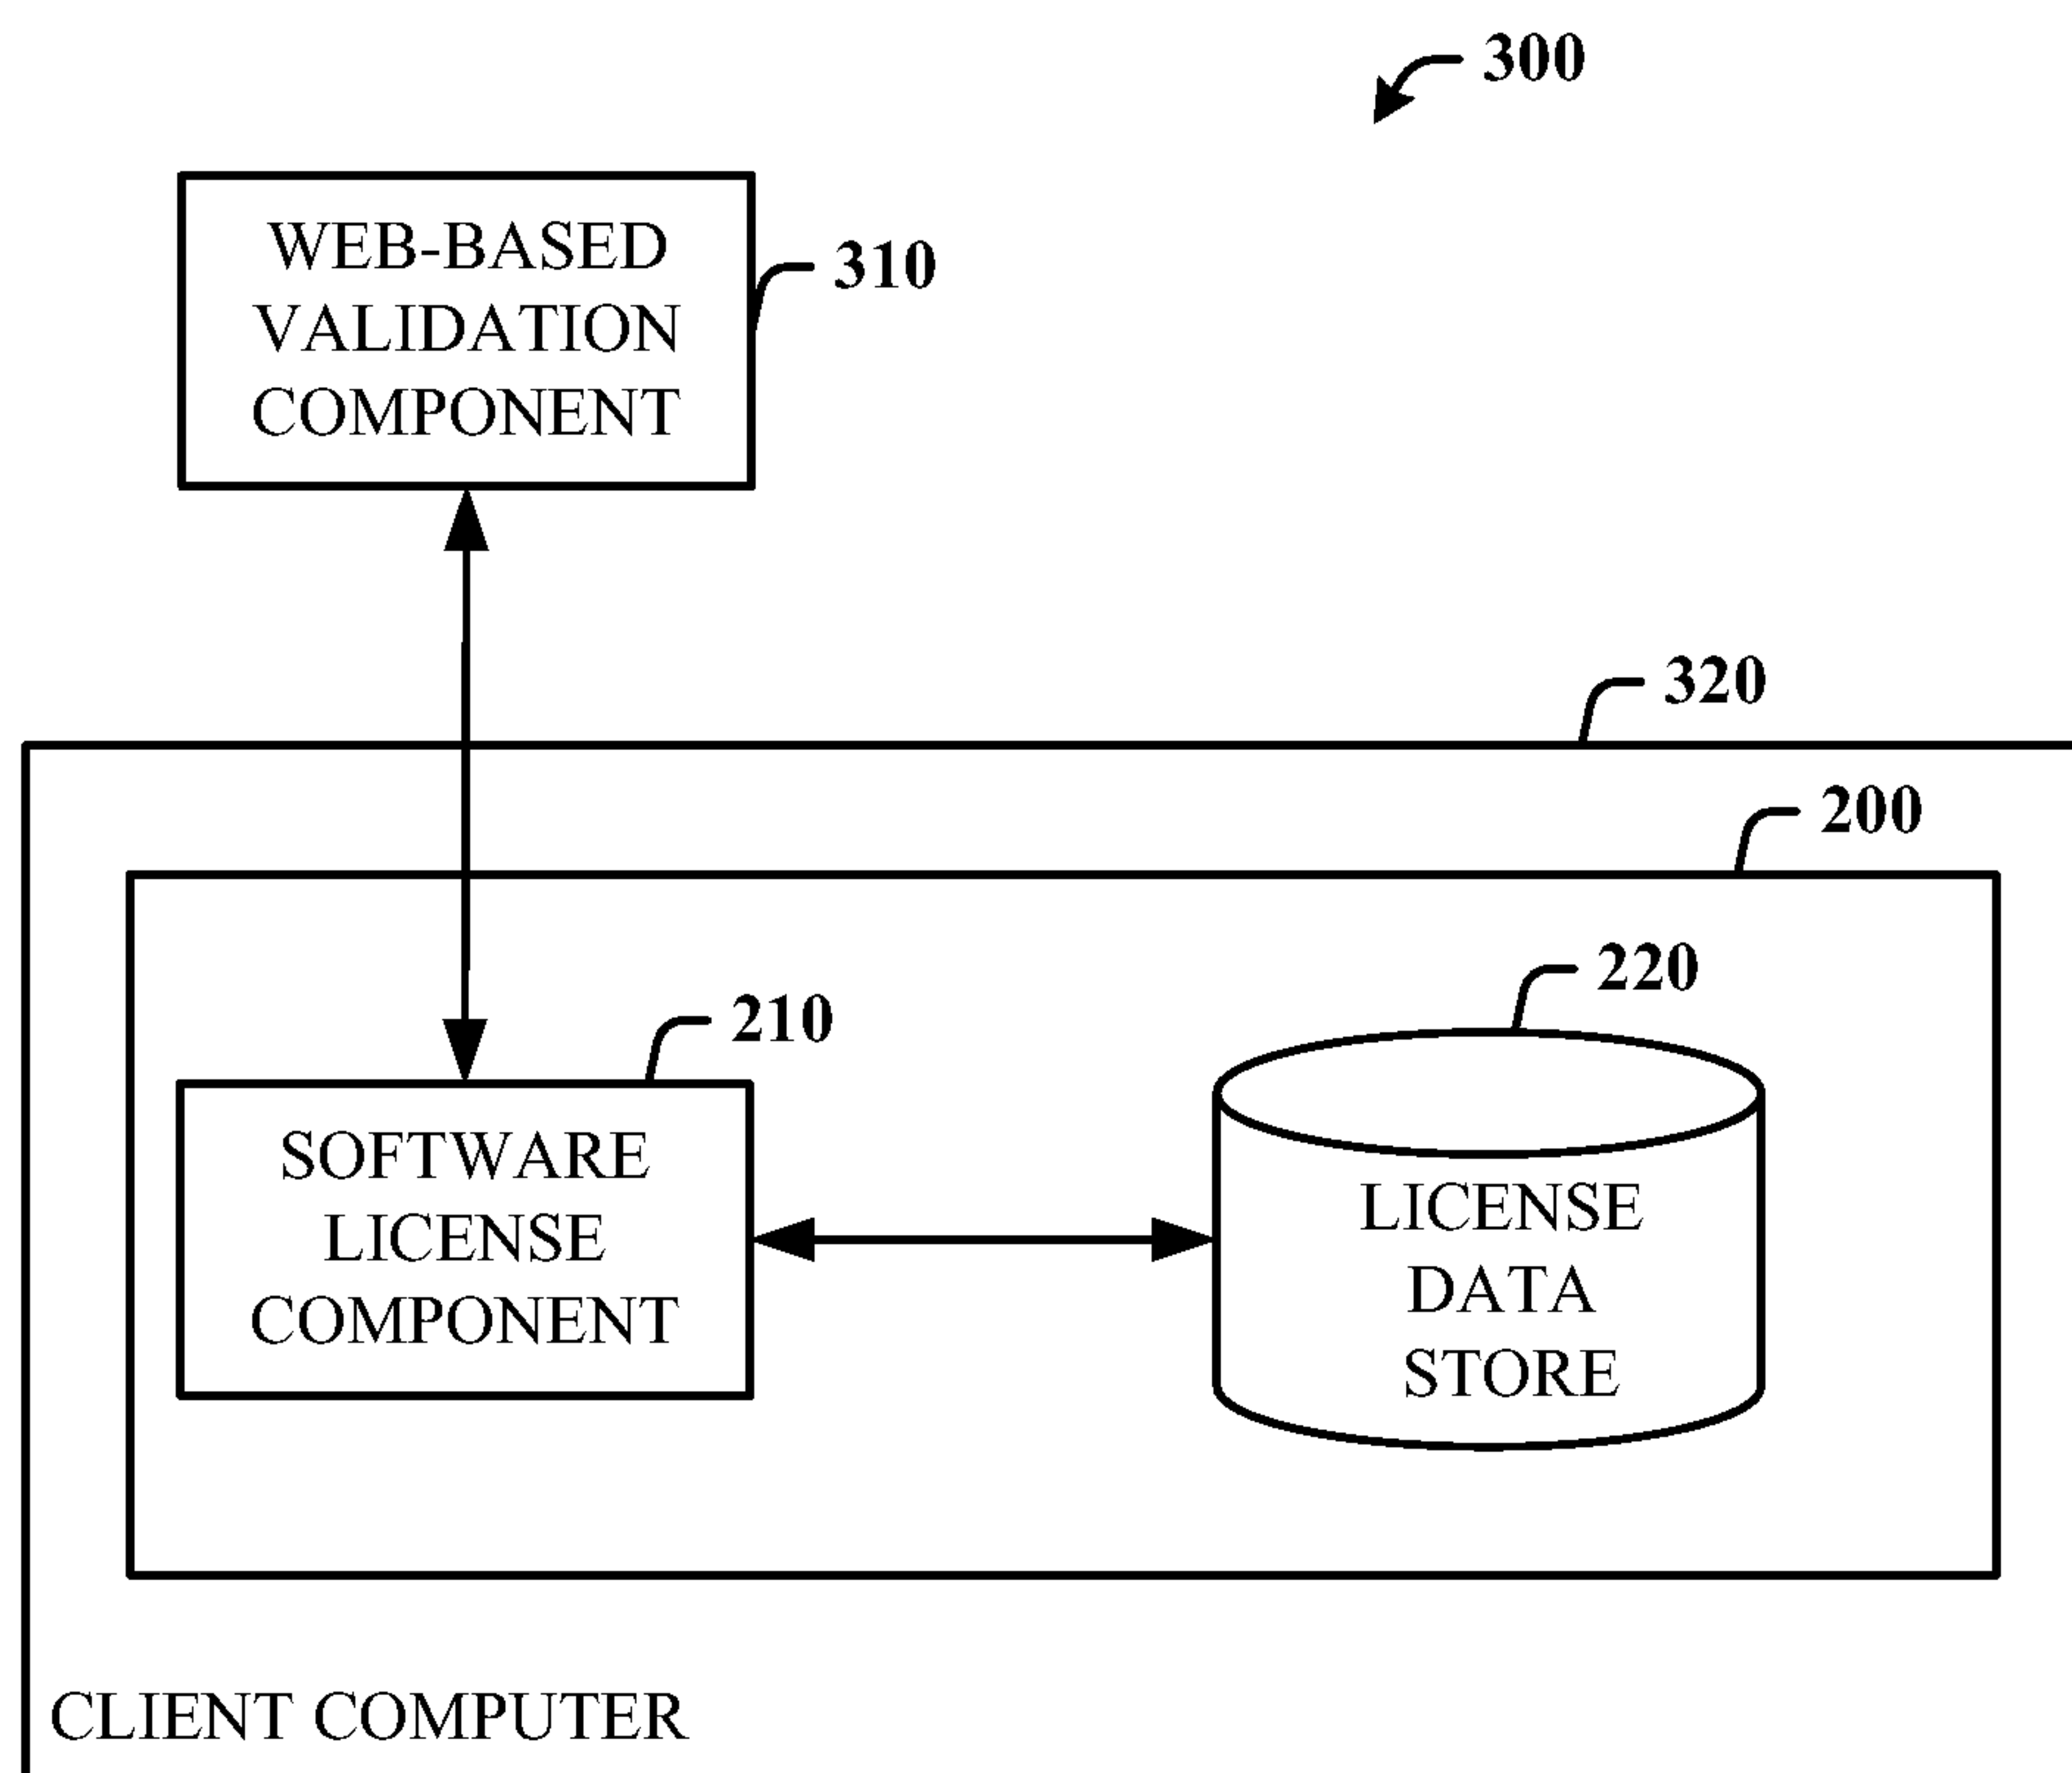 300
WEB-BASED
VALIDATION
COMPONENT
310
320
200
220
210
SOFTWARE
LICENSE
COMPONENT
LICENSE
DATA
STORE
CLIENT COMPUTER